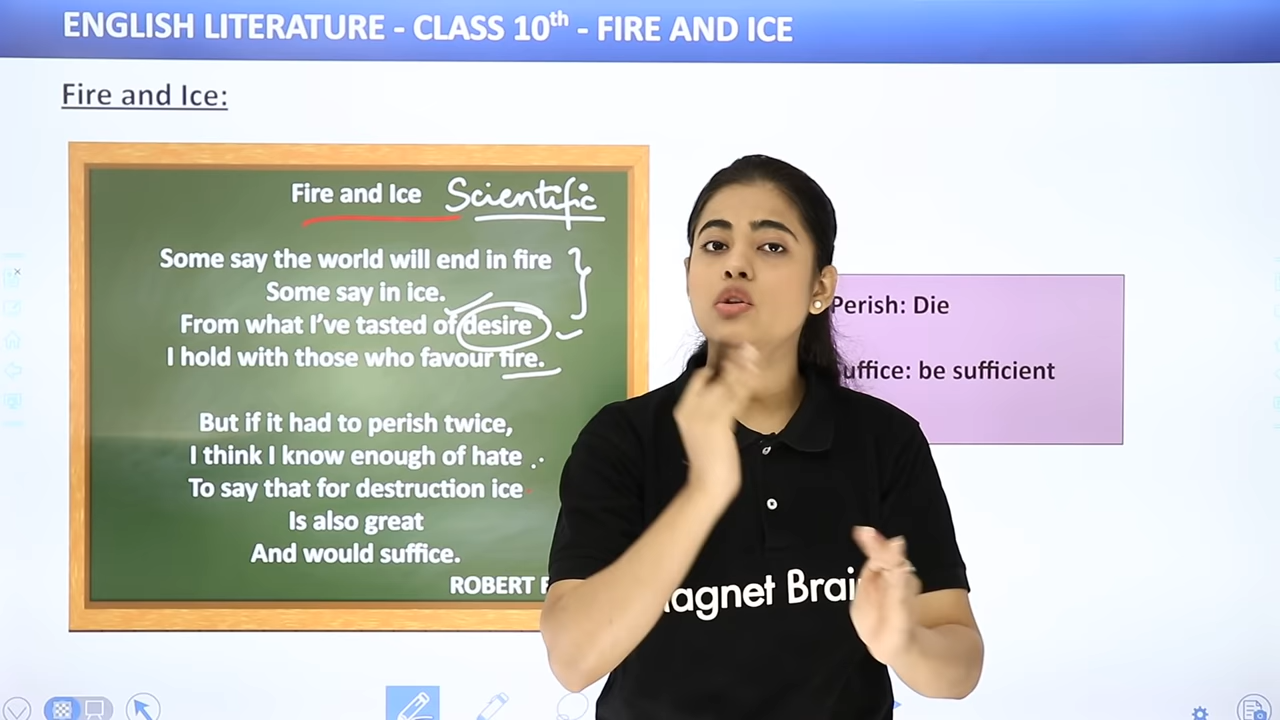 ENGLISH LITERATURE - CLASS 10th - FIRE AND ICE
Fire and Ice:
Fire and Ice Scientific
Some say the world will end in fire
Some say in ice.
From what I've tasted of desire
I hold with those who favour fire.
But if it had to perish twice,
I think I know enough of hate
To say that for destruction ice
Is also great
And would suffice.
ROBERT
Perish: Die
uffice: be sufficient
agnet Brai